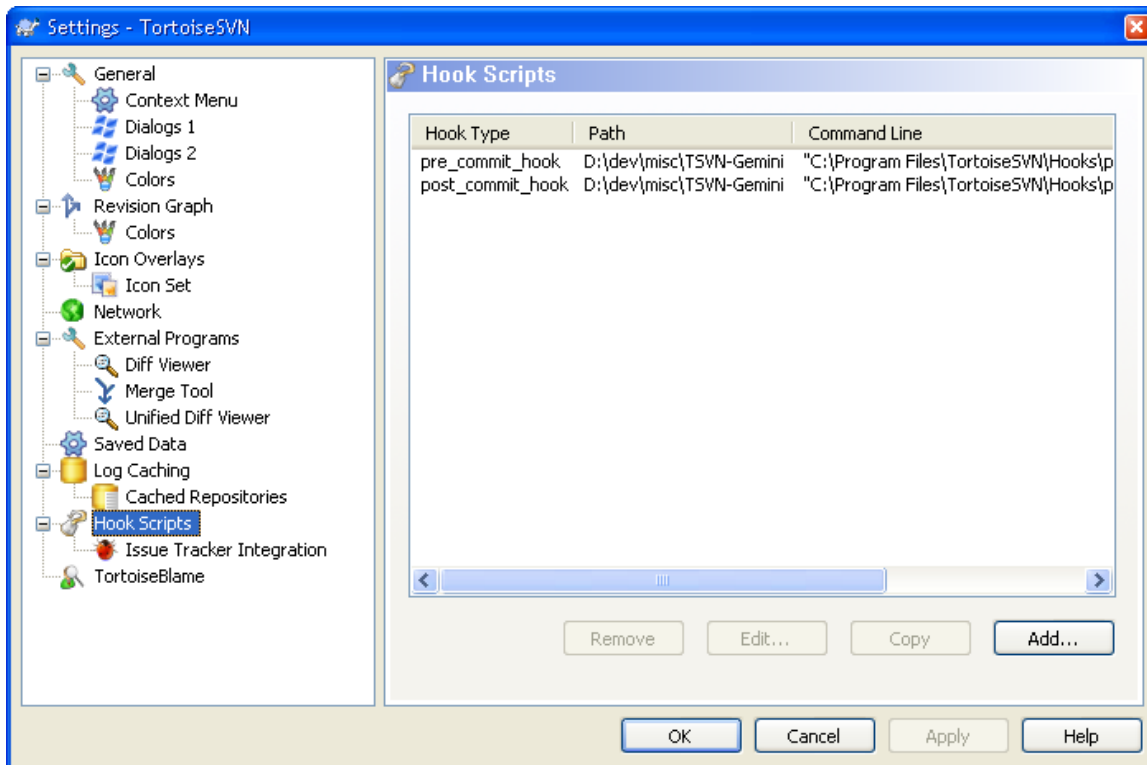 Settings - TortoiseSVN
General
Context Menu
Dialogs 1
Dialogs 2
Colors
Revision Graph
Colors
Icon Overlays
Icon Set
Network
External Programs
Diff Viewer
Merge Tool
Unified Diff Viewer
Saved Data
Log Caching
Cached Repositories
Hook Scripts
Issue Tracker Integration
TortoiseBlame
Hook Scripts
Hook Type Path Command Line
pre_commit_hook D:\dev\misc\TSVN-Gemini "C:\Program Files\TortoiseSVN\Hooks\p
post_commit_hook D:\dev\misc\TSVN-Gemini "C:\Program Files\TortoiseSVN\Hooks\p
Remove Edit... Copy Add...
OK Cancel Apply Help